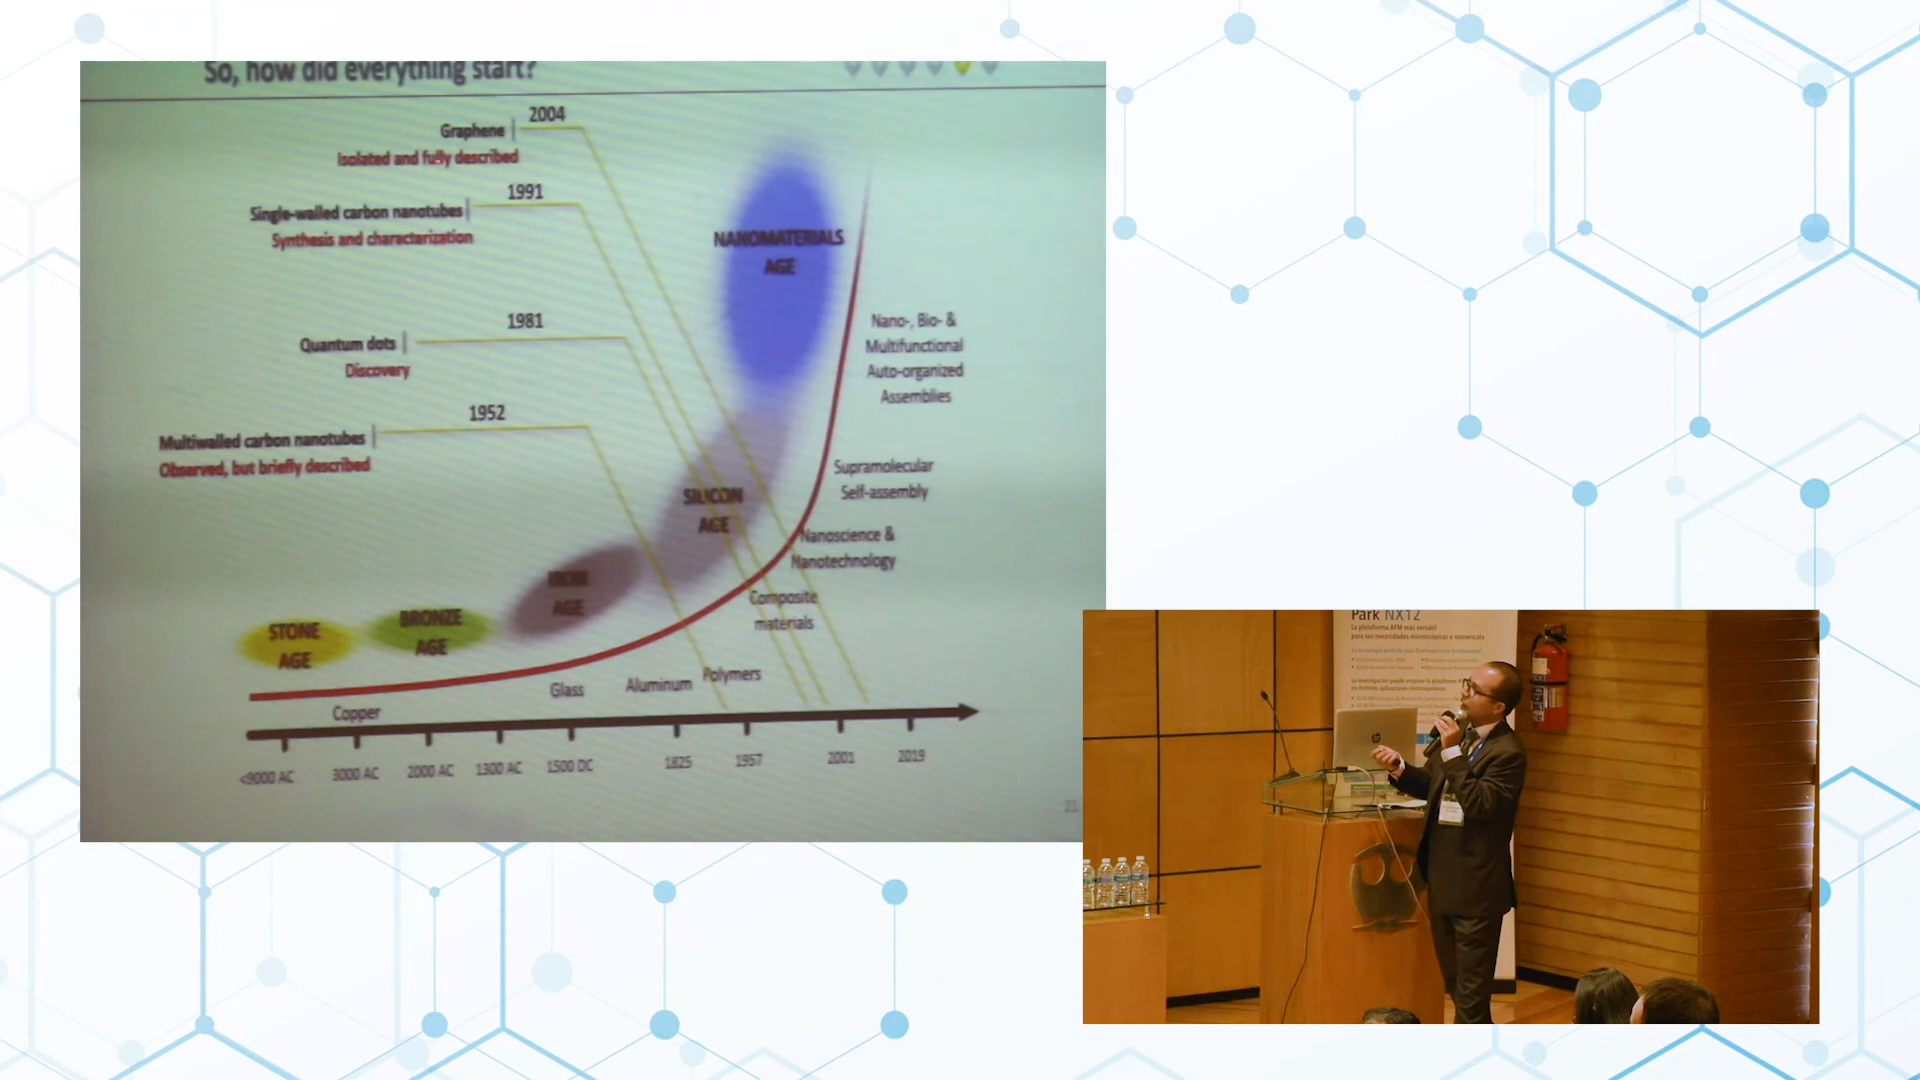 So, how did everything start?
2004
Graphene
Isolated and fully described
1991
Single-walled carbon nanotubes
Synthesis and characterization
1981
Quantum dots
Discovery
1952
Multiwalled carbon nanotubes
Observed, but briefly described
NANOMATERIALS
AGE
SILICON
AGE
IRON
AGE
BRONZE
AGE
STONE
AGE
Nano-, Bio- &
Multifunctional
Auto-organized
Assemblies
Supramolecular
Self-assembly
Nanoscience &
Nanotechnology
Composite
materials
Polymers
Aluminum
Glass
Copper
<9000 AC
3000 AC
2000 AC
1300 AC
1500 DC
1825
1957
2001
2019
Park NX12
La plataforma AFM más versátil
para sus necesidades microscópicas a nanoescala
hp